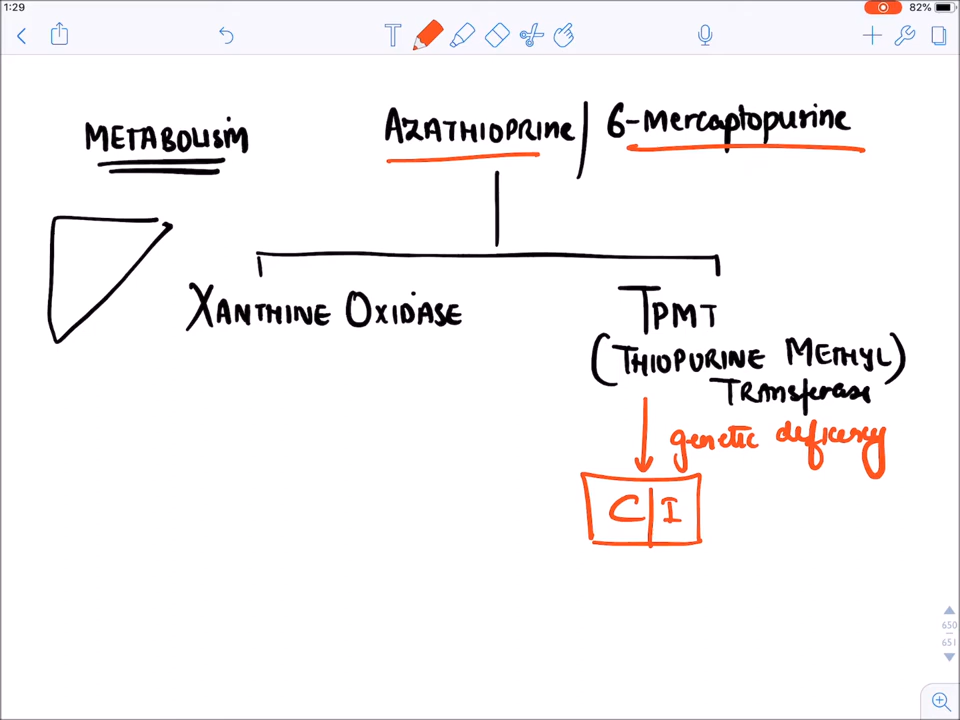 1:29
82%
T
METABOLISM
AZATHIOPRINE / 6-Mercaptopurine
XANTHINE OXIDASE
TPMT
(THIOPURINE METHYL)
TRANSferase
genetic deficiency
C|I
650
651